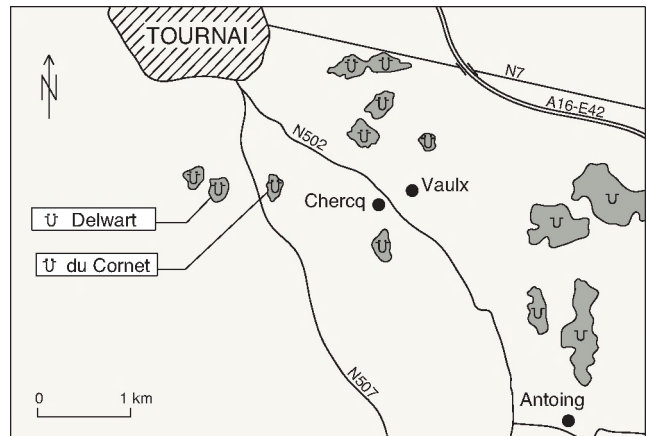 TOURNAI
N
N7
A16-E42
N502
Vaulx
Chercq
Delwart
du Cornet
N507
Antoing
0 1 km